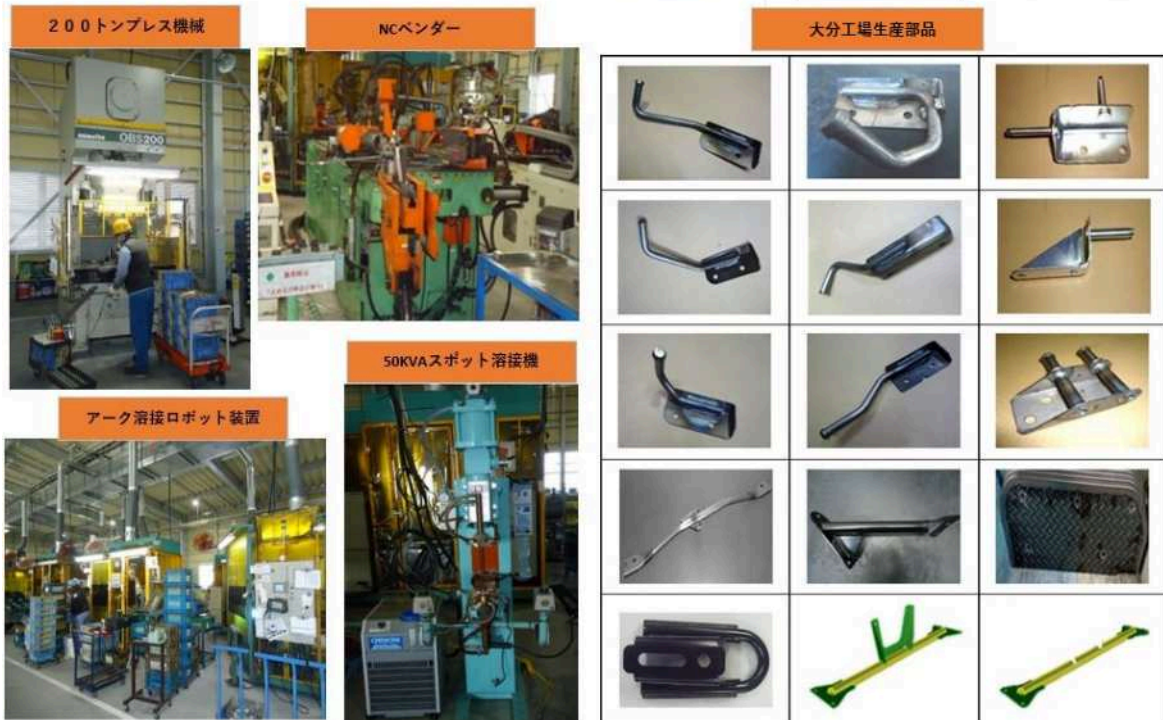 ２００トンプレス機械
NCベンダー
大分工場生産部品
OBS200
50KVAスポット溶接機
アーク溶接ロボット装置